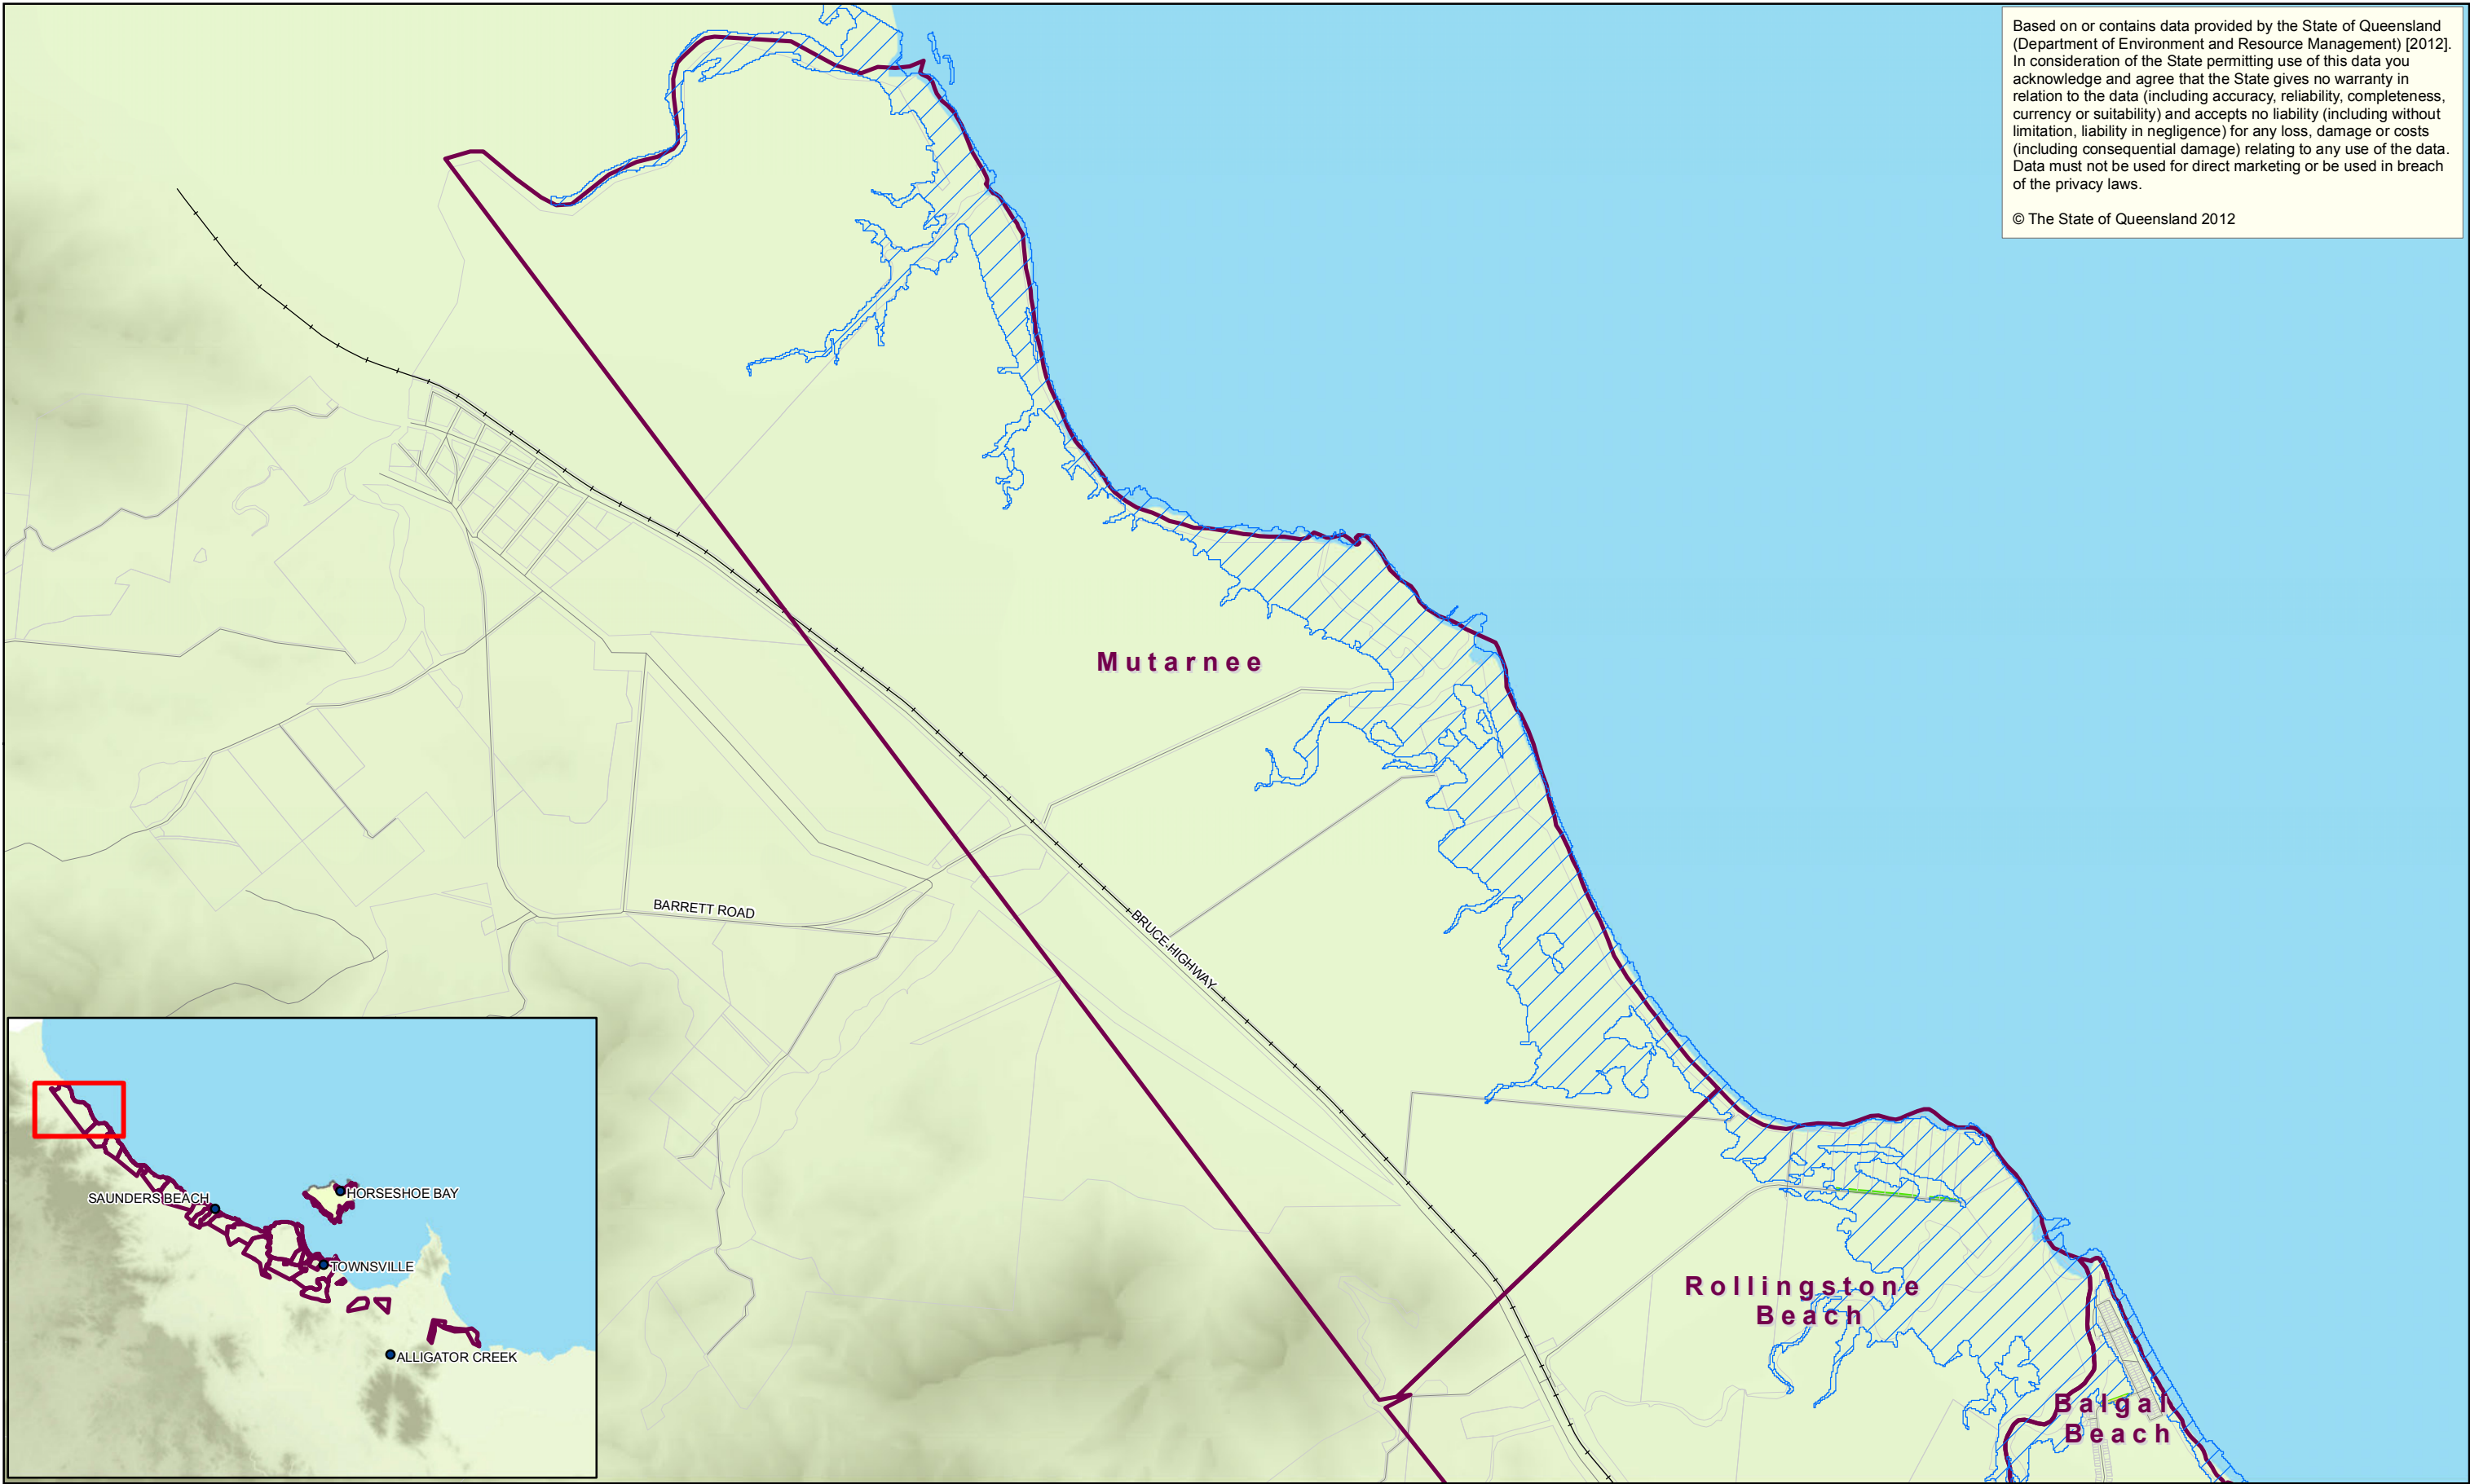 Based on or contains data provided by the State of Queensland
(Department of Environment and Resource Management) [2012].
In consideration of the State permitting use of this data you
acknowledge and agree that the State gives no warranty in
relation to the data (including accuracy, reliability, completeness,
currency or suitability) and accepts no liability (including without
limitation, liability in negligence) for any loss, damage or costs
(including consequential damage) relating to any use of the data.
Data must not be used for direct marketing or be used in breach
of the privacy laws.
© The State of Queensland 2012
Mutarnee
BARRETT ROAD
BRUCE-HIGHWAY
Rollingstone
Beach
Balgal
Beach
SAUNDERS BEACH
HORSESHOE BAY
TOWNSVILLE
ALLIGATOR CREEK